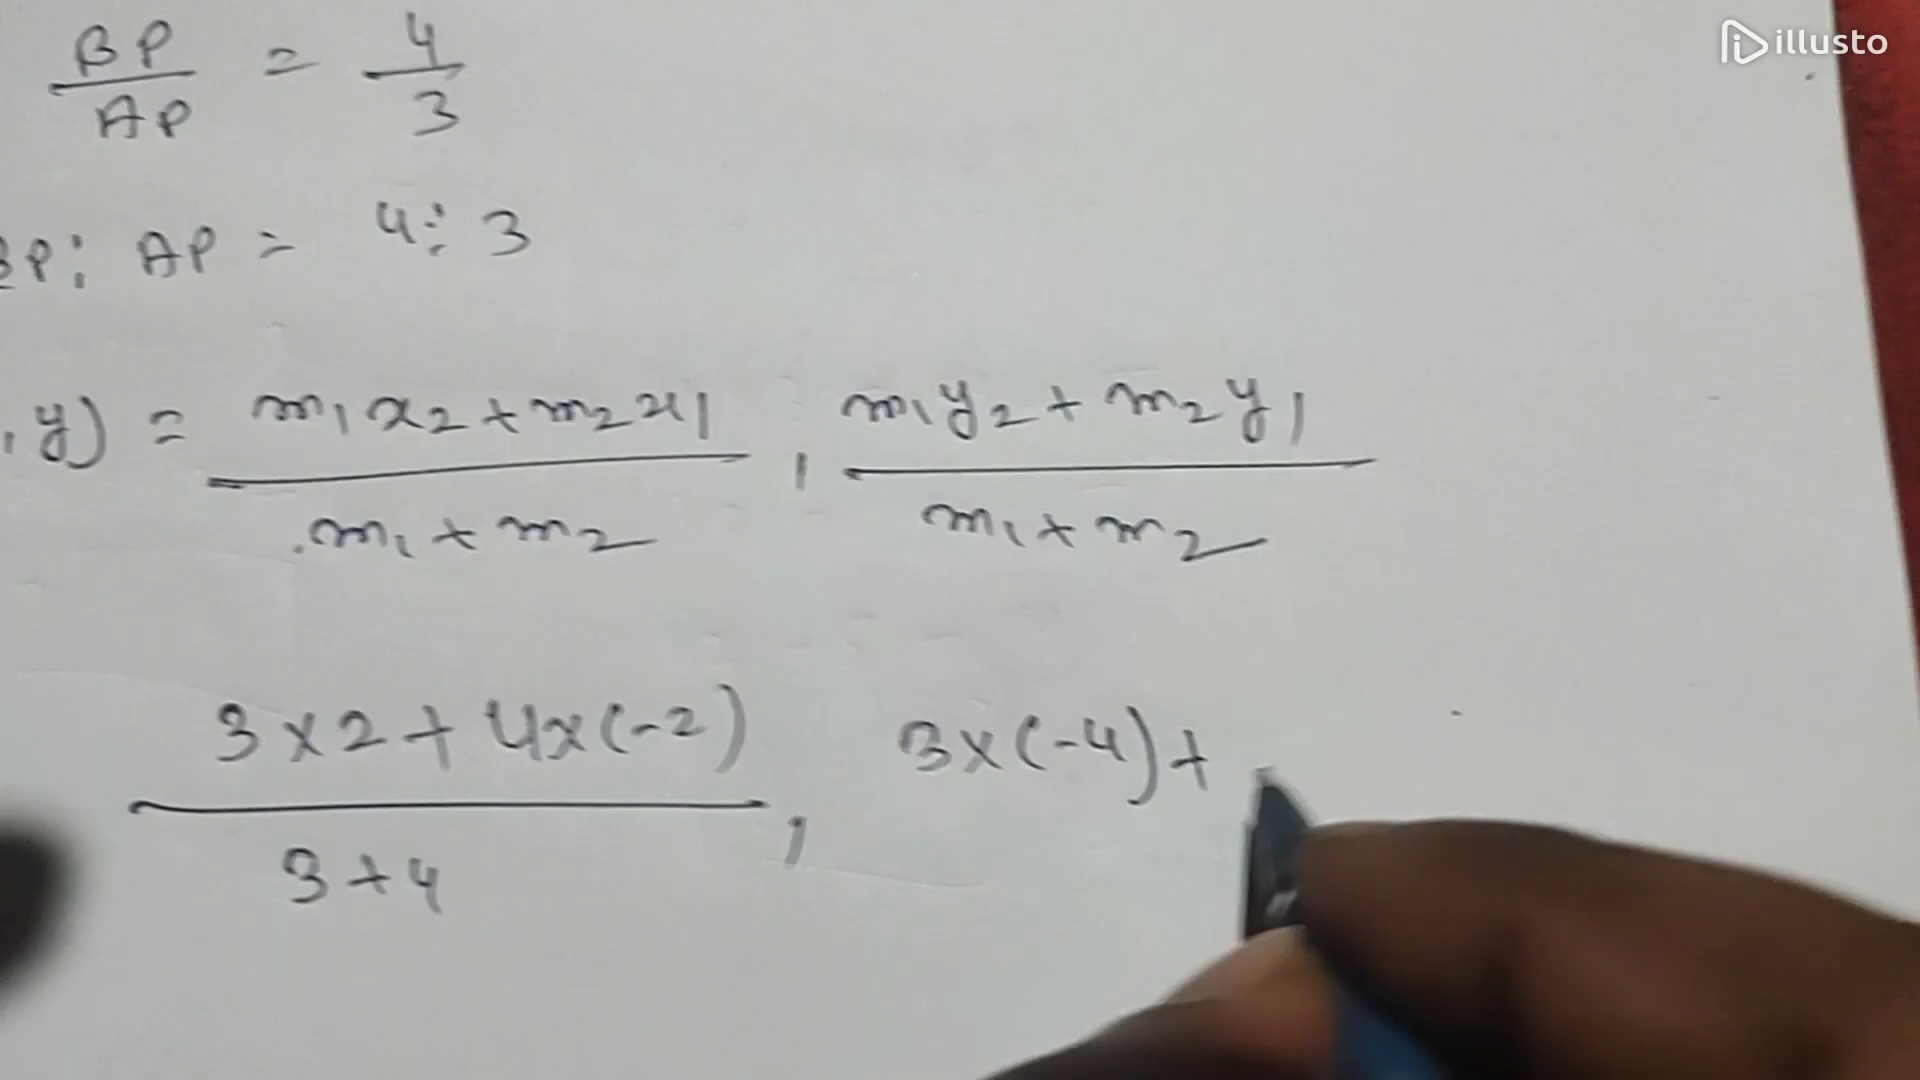 illusto
BP/AP = 4/3
BP : AP = 4 : 3
, y) = m₁x₂ + m₂x₁ / m₁ + m₂ , m₁y₂ + m₂y₁ / m₁ + m₂
3 × 2 + 4 × (-2) / 3 + 4 , 3 × (-4) +